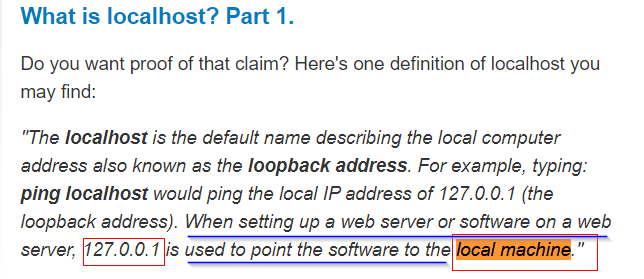 What is localhost? Part 1.
Do you want proof of that claim? Here's one definition of localhost you
may find:
"The localhost is the default name describing the local computer
address also known as the loopback address. For example, typing:
ping localhost would ping the local IP address of 127.0.0.1 (the
loopback address). When setting up a web server or software on a web
server, 127.0.0.1 is used to point the software to the local machine."